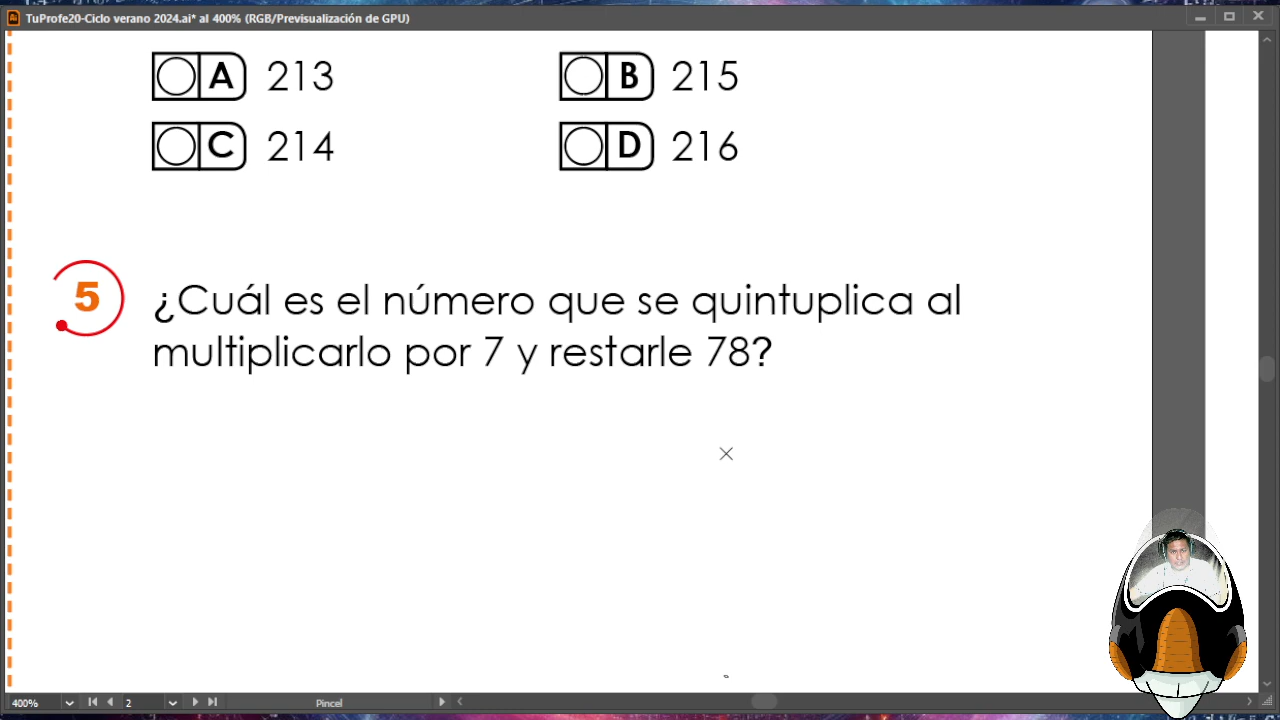 TuProfe20-Ciclo verano 2024.ai* al 400% (RGB/Previsualización de GPU)
A 213
B 215
C 214
D 216
5 ¿Cuál es el número que se quintuplica al
multiplicarlo por 7 y restarle 78?
400% 2 Pincel